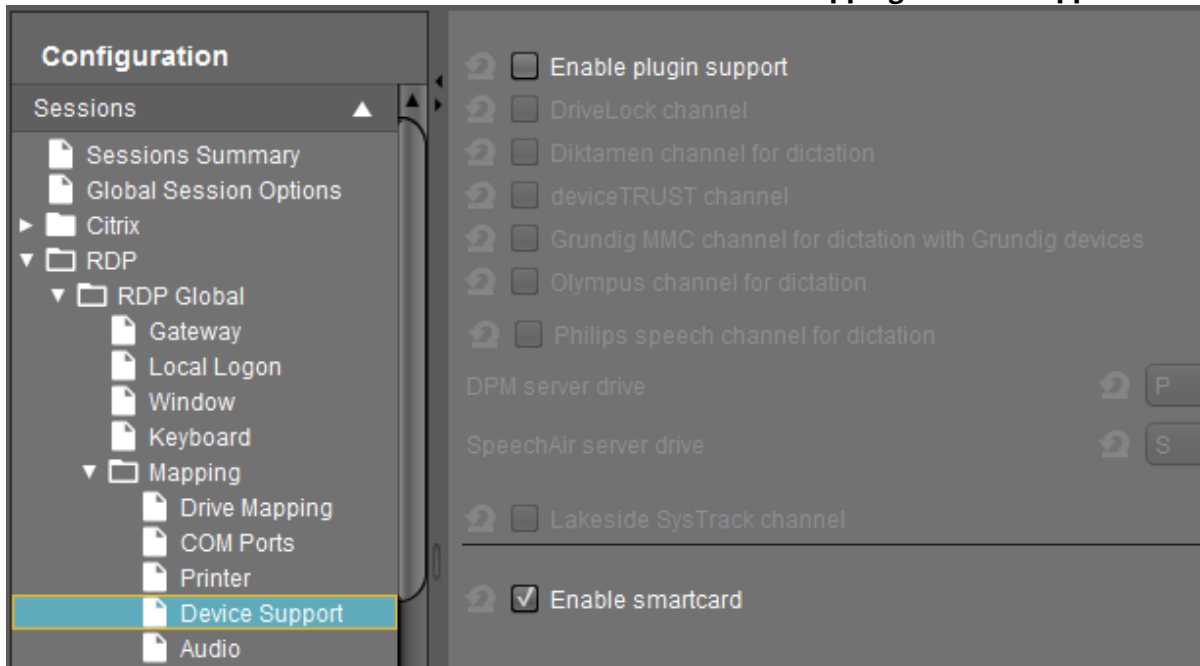 Configuration
Sessions
Sessions Summary
Global Session Options
Citrix
RDP
RDP Global
Gateway
Local Logon
Window
Keyboard
Mapping
Drive Mapping
COM Ports
Printer
Device Support
Audio
Enable plugin support
DriveLock channel
Diktamen channel for dictation
deviceTRUST channel
Grundig MMC channel for dictation with Grundig devices
Olympus channel for dictation
Philips speech channel for dictation
DPM server drive
P
SpeechAir server drive
S
Lakeside SysTrack channel
Enable smartcard